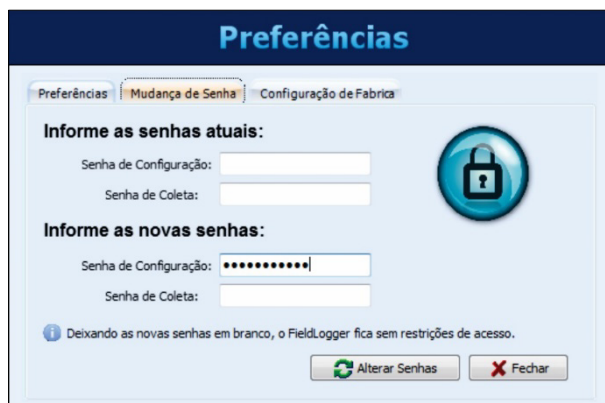 Preferências
Preferências Mudança de Senha Configuração de Fabrica
Informe as senhas atuais:
Senha de Configuração:
Senha de Coleta:
Informe as novas senhas:
Senha de Configuração: •••••••••••
Senha de Coleta:
Deixando as novas senhas em branco, o FieldLogger fica sem restrições de acesso.
Alterar Senhas Fechar